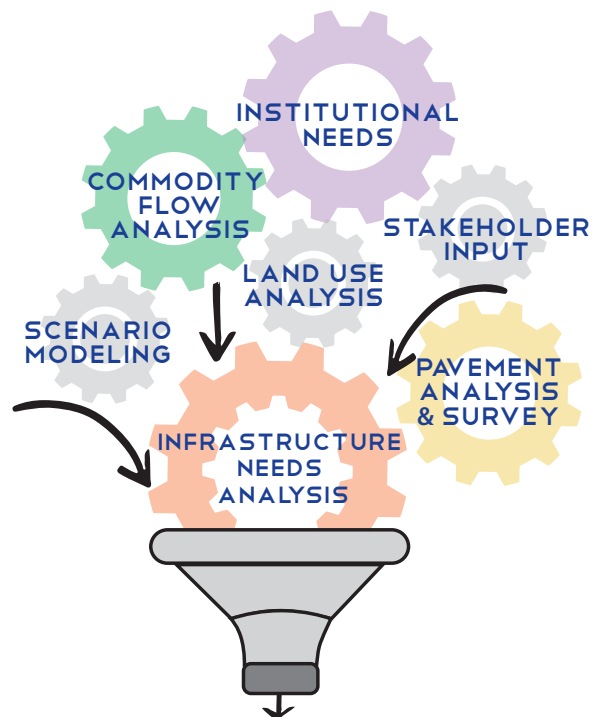 INSTITUTIONAL
NEEDS
COMMODITY
FLOW
ANALYSIS
STAKEHOLDER
INPUT
LAND USE
ANALYSIS
SCENARIO
MODELING
PAVEMENT
ANALYSIS
& SURVEY
INFRASTRUCTURE
NEEDS
ANALYSIS